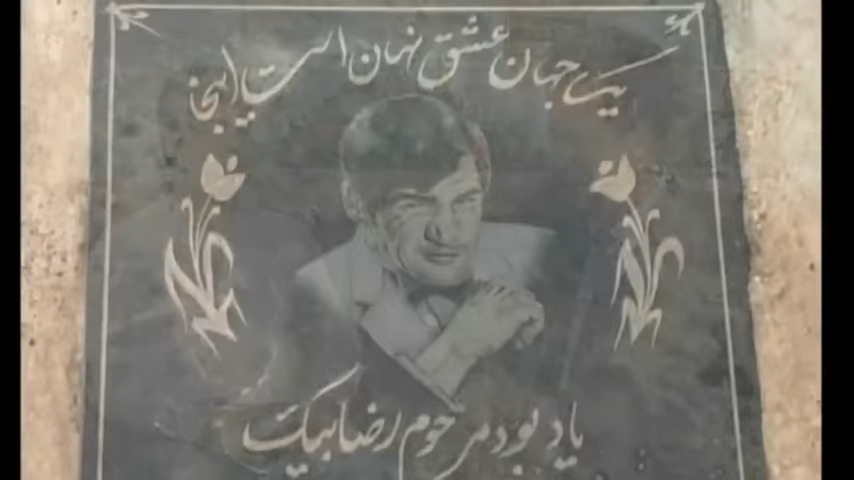 یک جهان عشق نهان است اینجا
یاد بود مرحوم رضا بیک